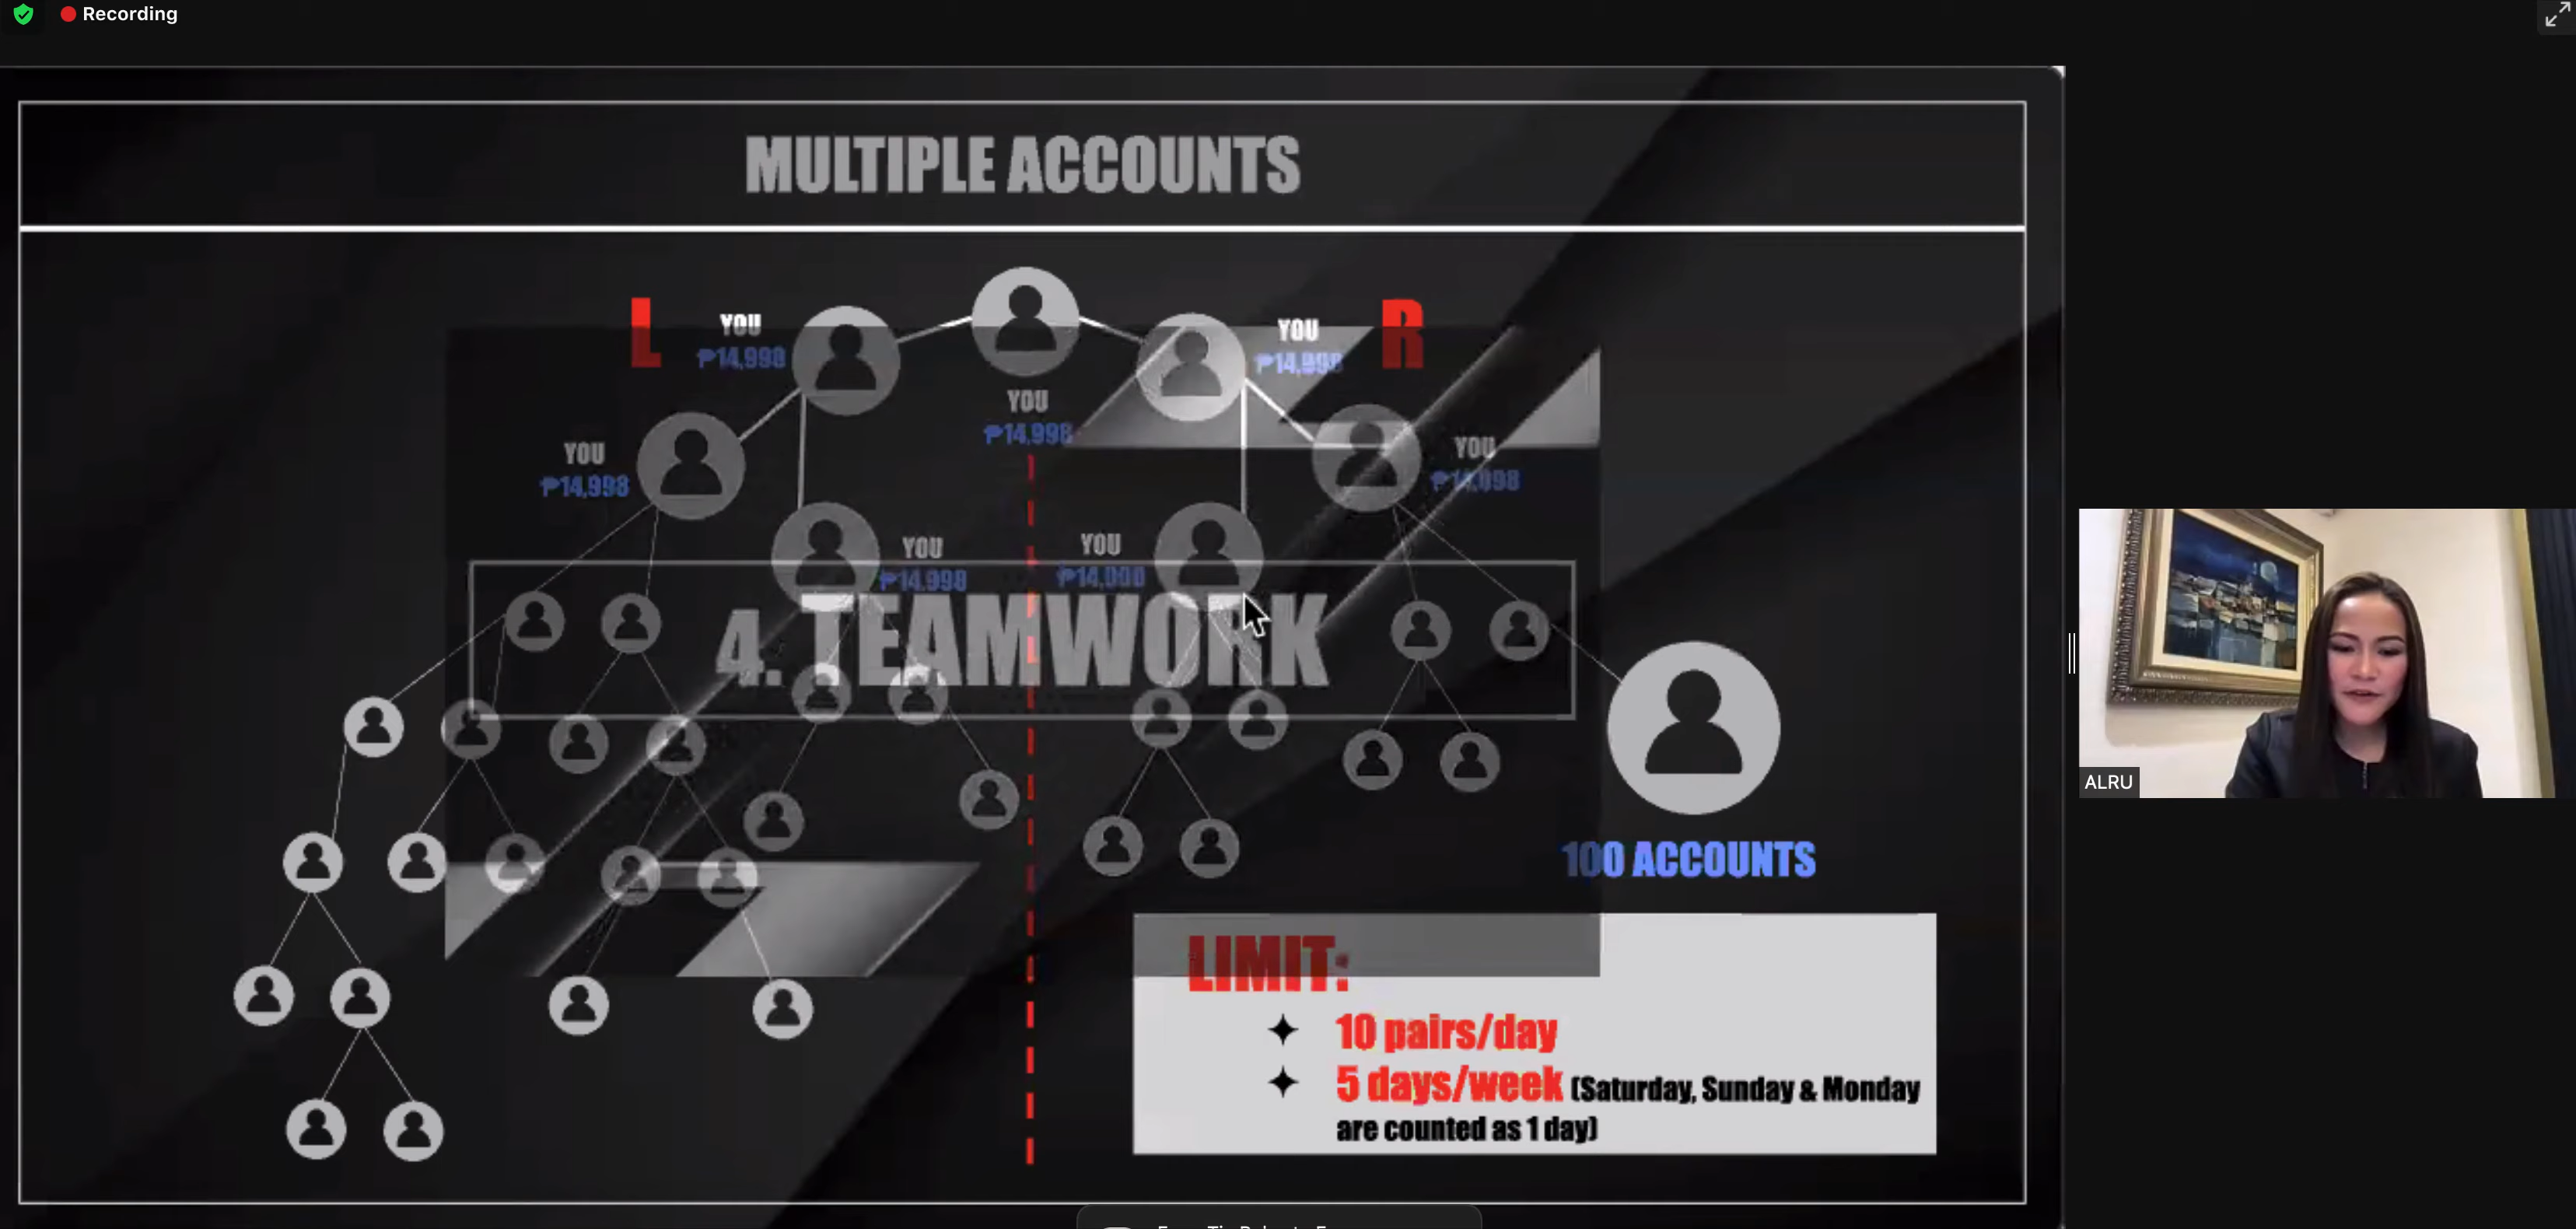 Recording
MULTIPLE ACCOUNTS
L
YOU
₱14,998
YOU
₱14,998
YOU
₱14,998
R
YOU
₱14,998
YOU
YOU
₱14,998
YOU
4. TEAMWORK
100 ACCOUNTS
LIMIT:
10 pairs/day
5 days/week (Saturday, Sunday & Monday
are counted as 1 day)
ALRU